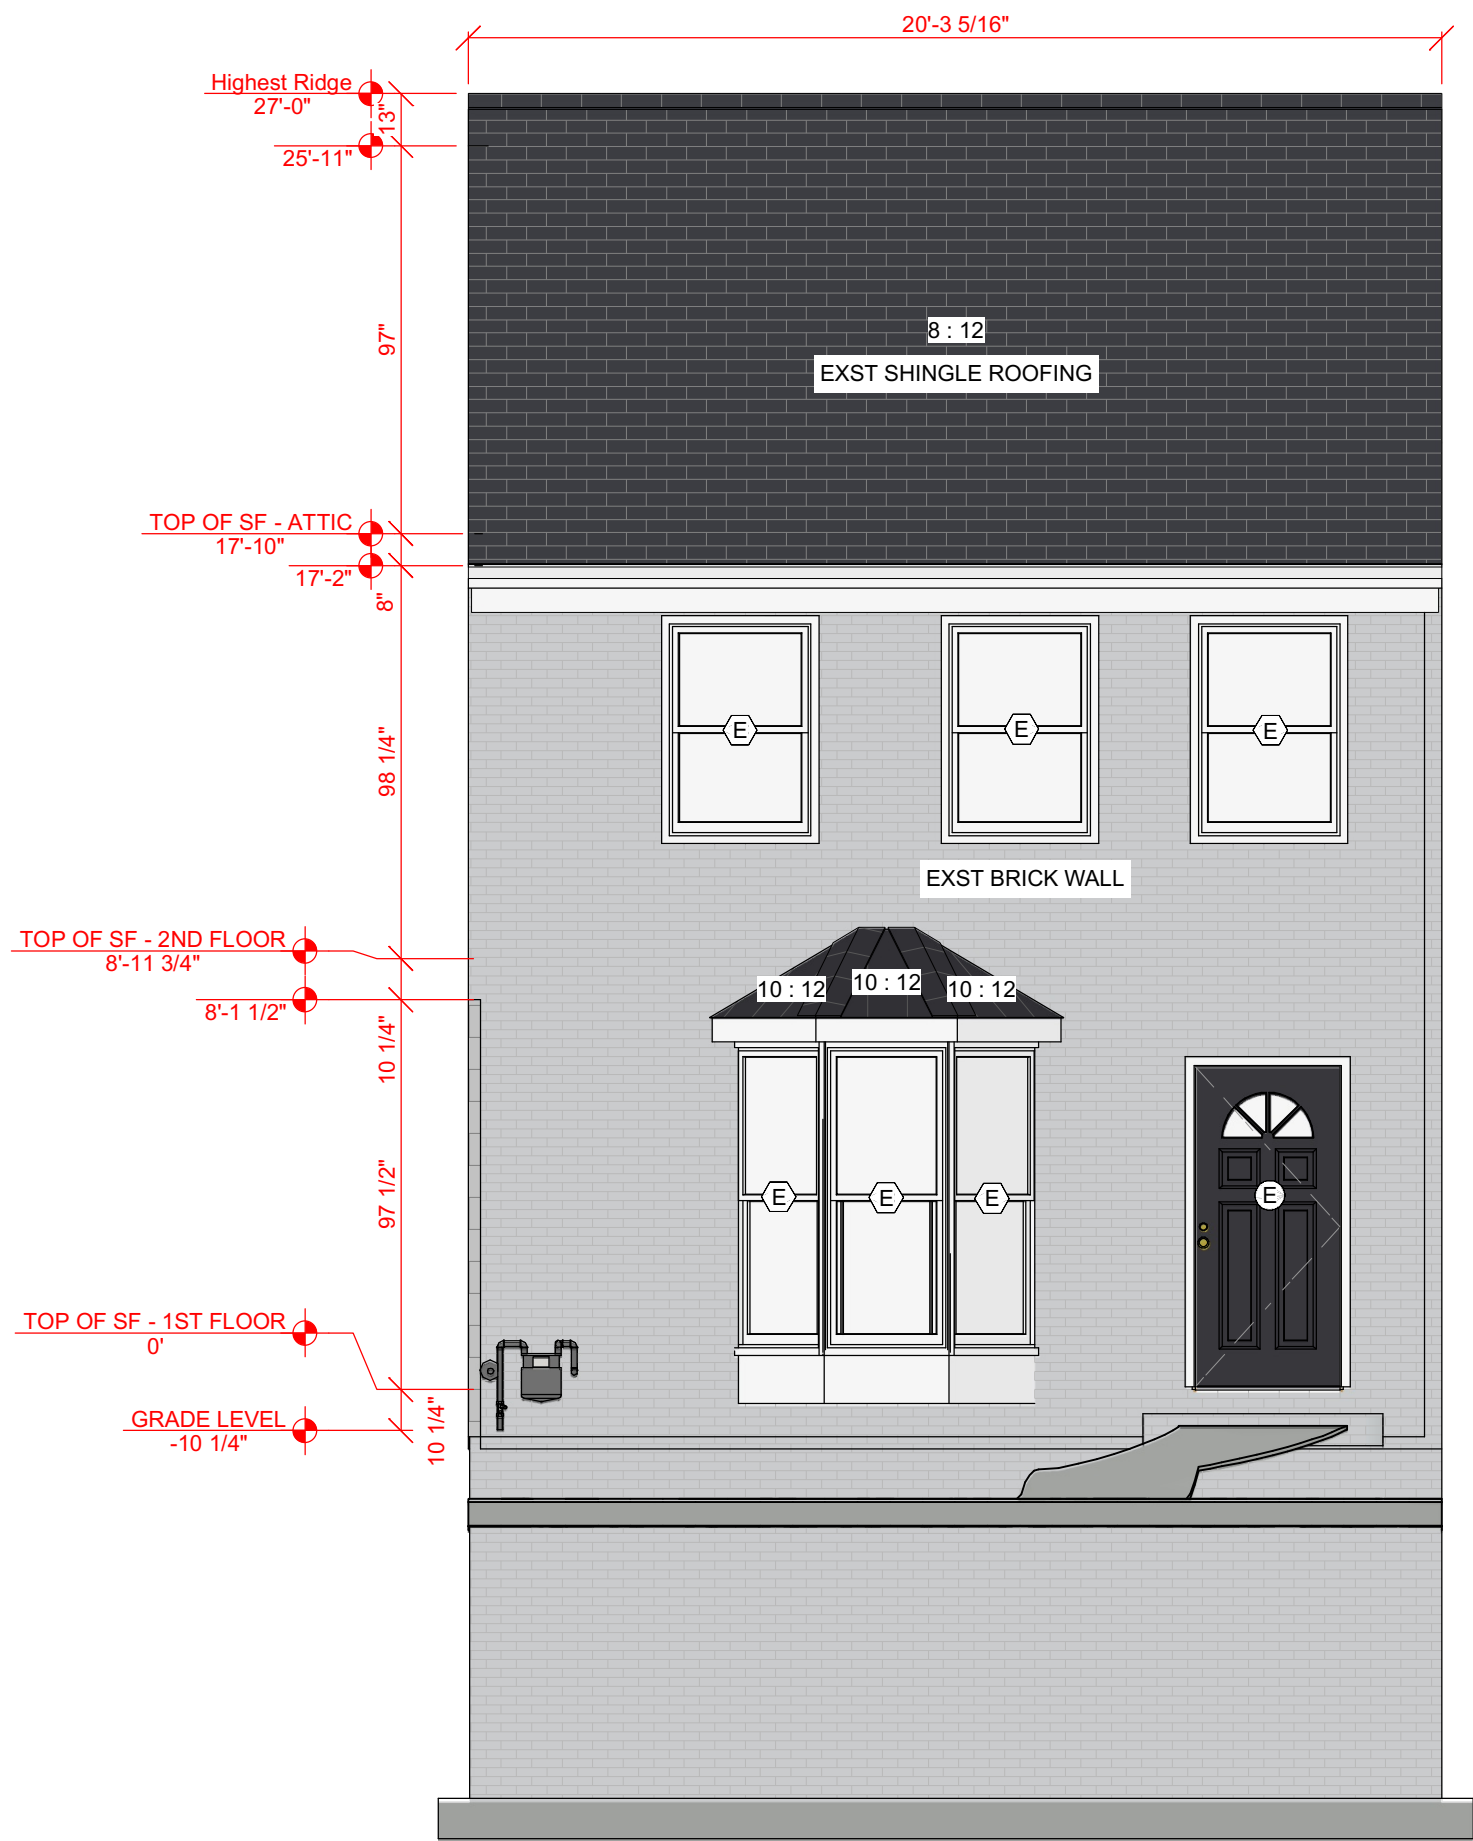 20'-3 5/16"
Highest Ridge
27'-0"
13"
25'-11"
97"
8 : 12
EXST SHINGLE ROOFING
TOP OF SF - ATTIC
17'-10"
17'-2"
8"
E
E
E
98 1/4"
EXST BRICK WALL
TOP OF SF - 2ND FLOOR
8'-11 3/4"
10 : 12
10 : 12
10 : 12
8'-1 1/2"
10 1/4"
97 1/2"
E
E
E
E
TOP OF SF - 1ST FLOOR
0'
GRADE LEVEL
-10 1/4"
10 1/4"